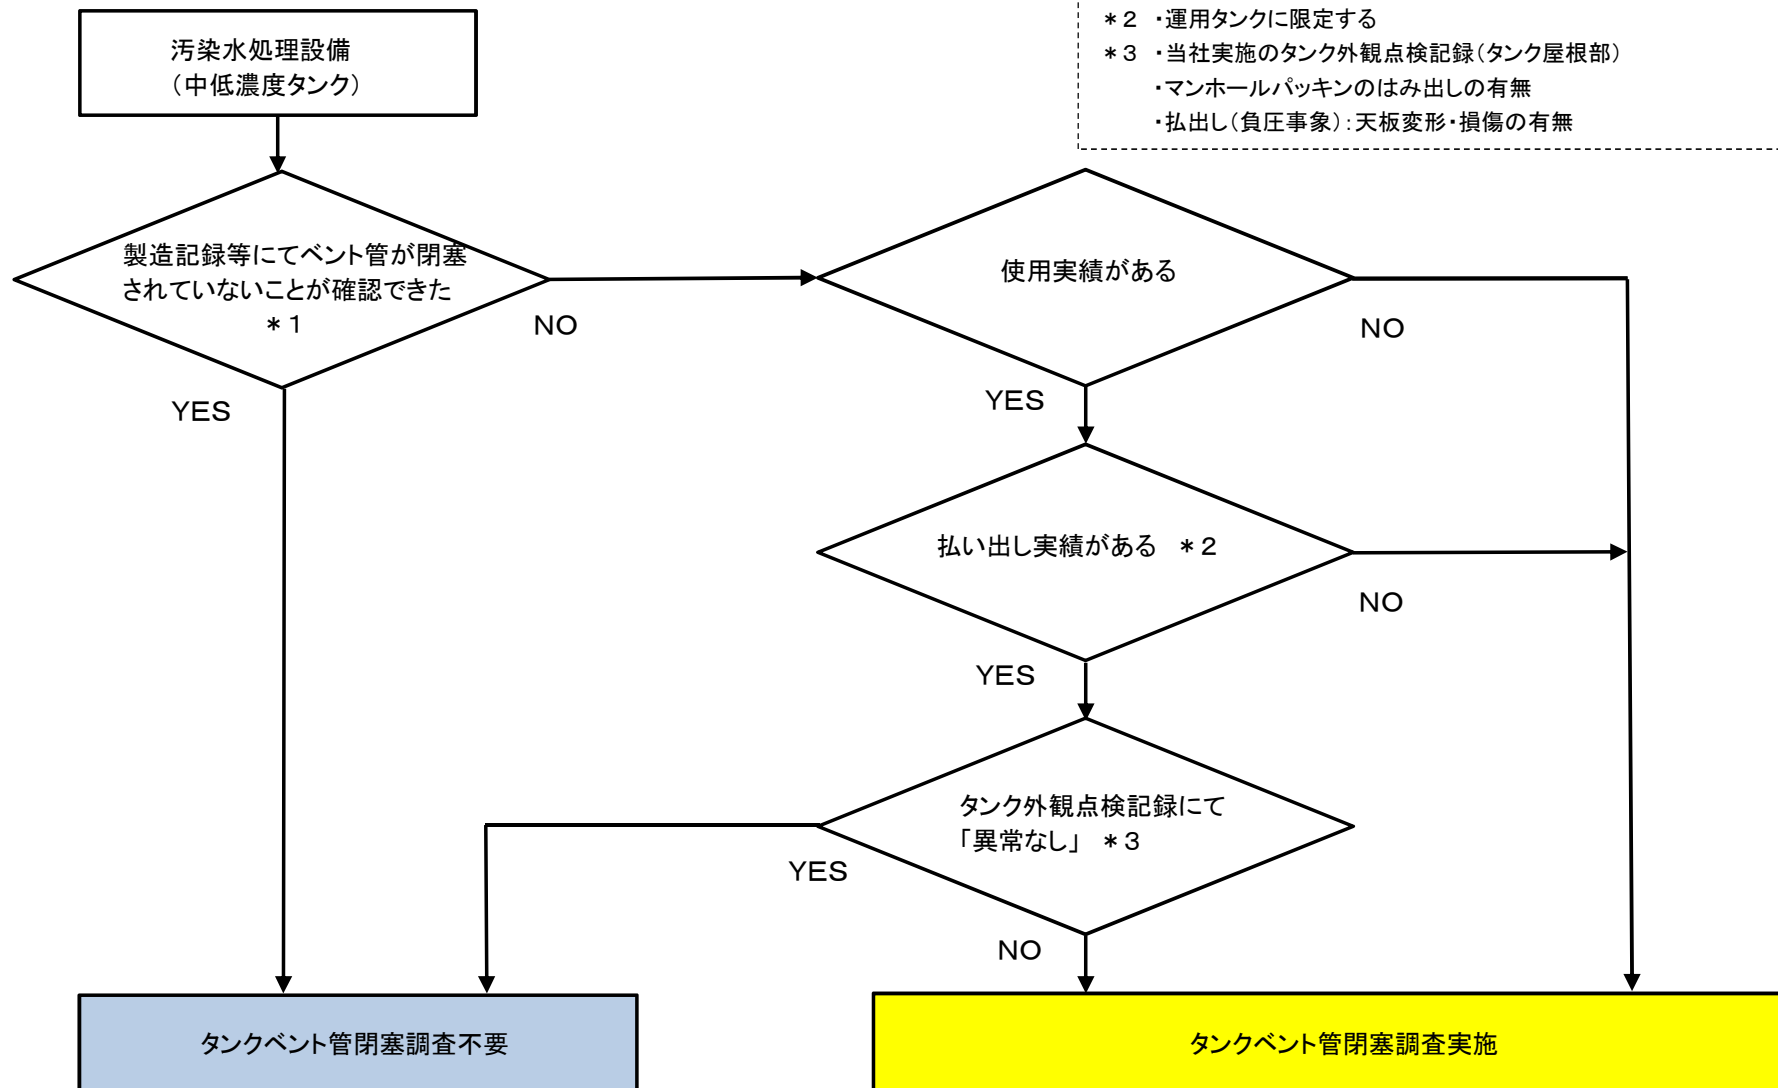 ＊２ ・運用タンクに限定する
＊３ ・当社実施のタンク外観点検記録（タンク屋根部）
・マンホールパッキンのはみ出しの有無
・払出し（負圧事象）：天板変形・損傷の有無
汚染水処理設備
（中低濃度タンク）
製造記録等にてベント管が閉塞
されていないことが確認できた
＊１
NO
YES
使用実績がある
NO
YES
払い出し実績がある ＊２
NO
YES
タンク外観点検記録にて
「異常なし」 ＊３
YES
NO
タンクベント管閉塞調査不要
タンクベント管閉塞調査実施